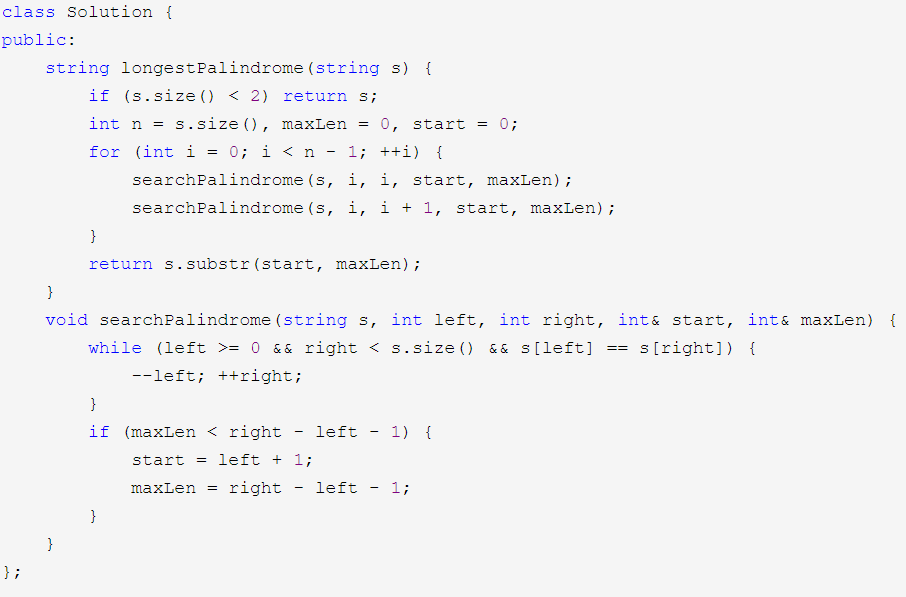 class Solution {
public:
    string longestPalindrome(string s) {
        if (s.size() < 2) return s;
        int n = s.size(), maxLen = 0, start = 0;
        for (int i = 0; i < n - 1; ++i) {
            searchPalindrome(s, i, i, start, maxLen);
            searchPalindrome(s, i, i + 1, start, maxLen);
        }
        return s.substr(start, maxLen);
    }
    void searchPalindrome(string s, int left, int right, int& start, int& maxLen) {
        while (left >= 0 && right < s.size() && s[left] == s[right]) {
            --left; ++right;
        }
        if (maxLen < right - left - 1) {
            start = left + 1;
            maxLen = right - left - 1;
        }
    }
};